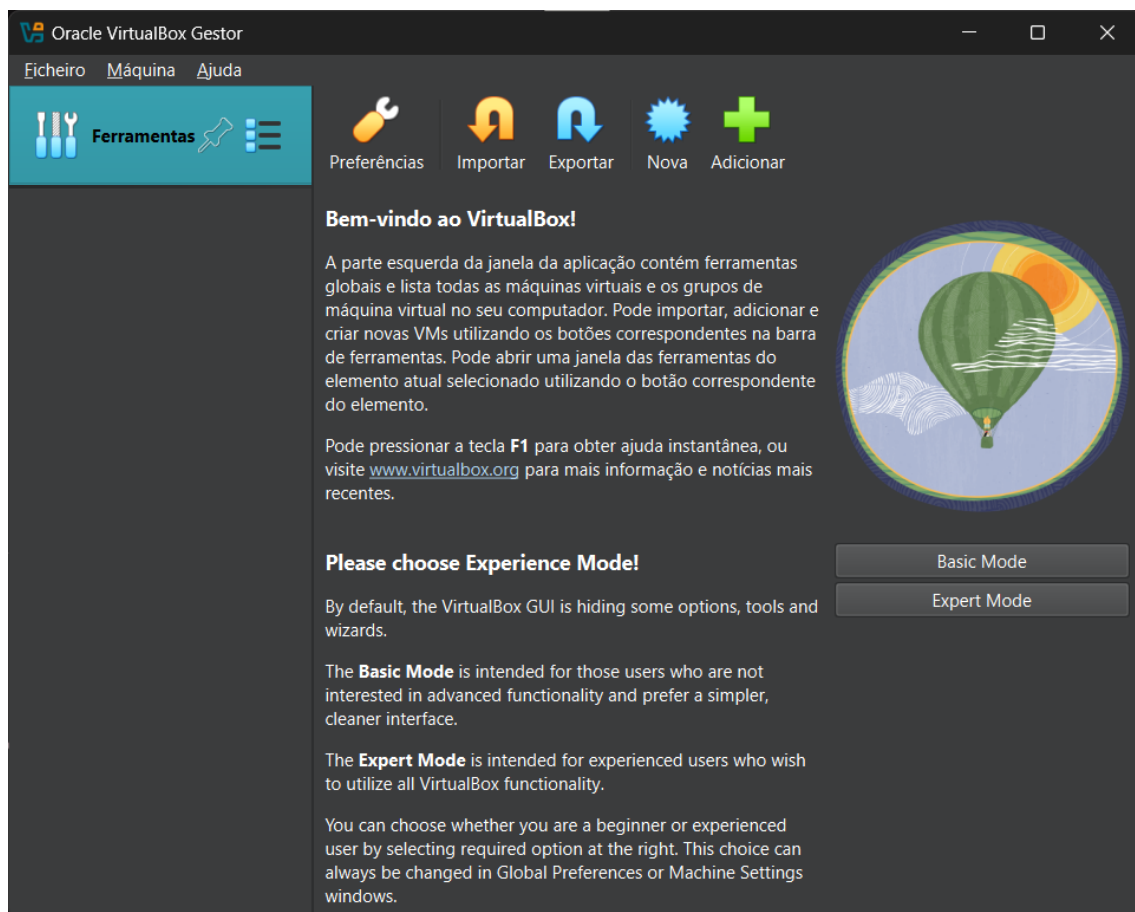 Oracle VirtualBox Gestor
Ficheiro Máquina Ajuda
Ferramentas
Preferências Importar Exportar Nova Adicionar
Bem-vindo ao VirtualBox!
A parte esquerda da janela da aplicação contém ferramentas
globais e lista todas as máquinas virtuais e os grupos de
máquina virtual no seu computador. Pode importar, adicionar e
criar novas VMs utilizando os botões correspondentes na barra
de ferramentas. Pode abrir uma janela das ferramentas do
elemento atual selecionado utilizando o botão correspondente
do elemento.
Pode pressionar a tecla F1 para obter ajuda instantânea, ou
visite www.virtualbox.org para mais informação e notícias mais
recentes.
Please choose Experience Mode!
By default, the VirtualBox GUI is hiding some options, tools and
wizards.
The Basic Mode is intended for those users who are not
interested in advanced functionality and prefer a simpler,
cleaner interface.
The Expert Mode is intended for experienced users who wish
to utilize all VirtualBox functionality.
You can choose whether you are a beginner or experienced
user by selecting required option at the right. This choice can
always be changed in Global Preferences or Machine Settings
windows.
Basic Mode
Expert Mode